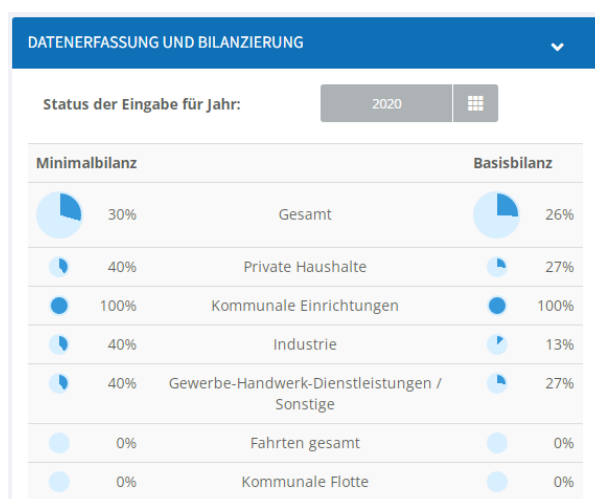 DATENERFASSUNG UND BILANZIERUNG
Status der Eingabe für Jahr: 2020
Minimalbilanz Basisbilanz
30% Gesamt 26%
40% Private Haushalte 27%
100% Kommunale Einrichtungen 100%
40% Industrie 13%
40% Gewerbe-Handwerk-Dienstleistungen / 27%
Sonstige
0% Fahrten gesamt 0%
0% Kommunale Flotte 0%